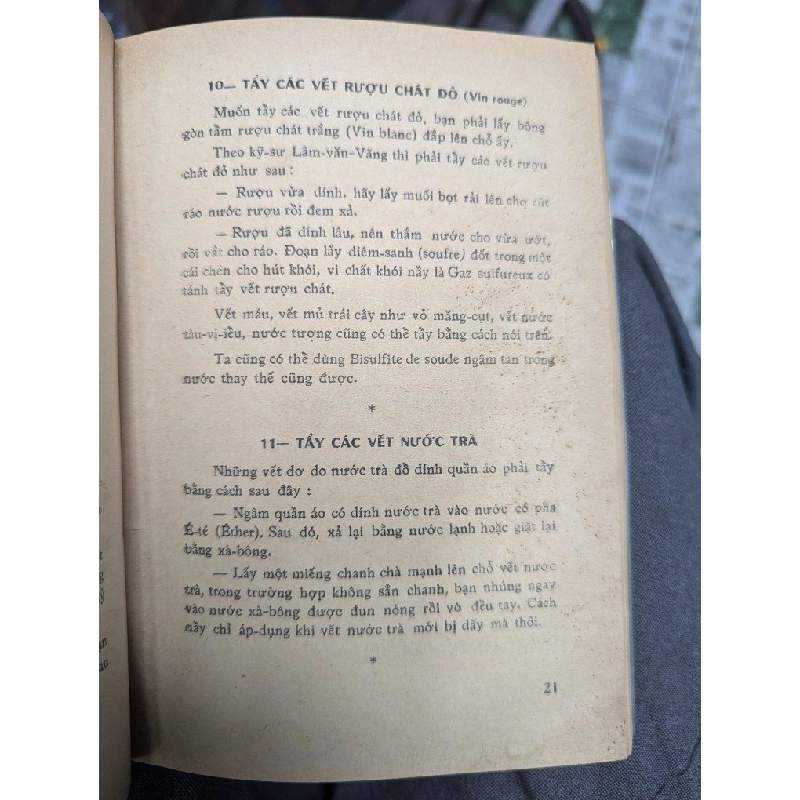 10— TẨY CÁC VẾT RƯỢU CHÁT ĐỎ (Vin rouge)
Muốn tẩy các vết rượu chát đỏ, bạn phải lấy bông
gòn tẩm rượu chát trắng (Vin blanc) đắp lên chỗ ấy.
Theo kỹ-sư Lâm-văn-Vãng thì phải tẩy các vết rượu
chát đỏ như sau :
— Rượu vừa dính, hãy lấy muối bọt rải lên cho rút
ráo nước rượu rồi đem xả.
— Rượu đã dính lâu, nên thấm nước cho vừa ướt,
rồi vắt cho ráo. Đoạn lấy diêm-sanh (soufre) đốt trong một
cái chén cho hút khói, vì chất khói nầy là Gaz sulfureux có
tánh tẩy vết rượu chát.
Vết máu, vết mủ trái cây như vỏ măng-cụt, vết nước
tàu-vị-iều, nước tượng cũng có thể tẩy bằng cách nói trên.
Ta cũng có thể dùng Bisulfite de soude ngâm tan trong
nước thay thế cũng được.
*
11— TẨY CÁC VẾT NƯỚC TRÀ
Những vết dơ do nước trà đổ dính quần áo phải tẩy
bằng cách sau đây :
— Ngâm quần áo có dính nước trà vào nước có pha
Ê-té (Éther). Sau đó, xả lại bằng nước lạnh hoặc giặt lại
bằng xà-bông.
— Lấy một miếng chanh chà mạnh lên chỗ vết nước
trà, trong trường hợp không sẵn chanh, bạn nhúng ngay
vào nước xà-bông được đun nóng rồi vò đều tay. Cách
nầy chỉ áp-dụng khi vết nước trà mới bị dấy mà thôi.
*
21